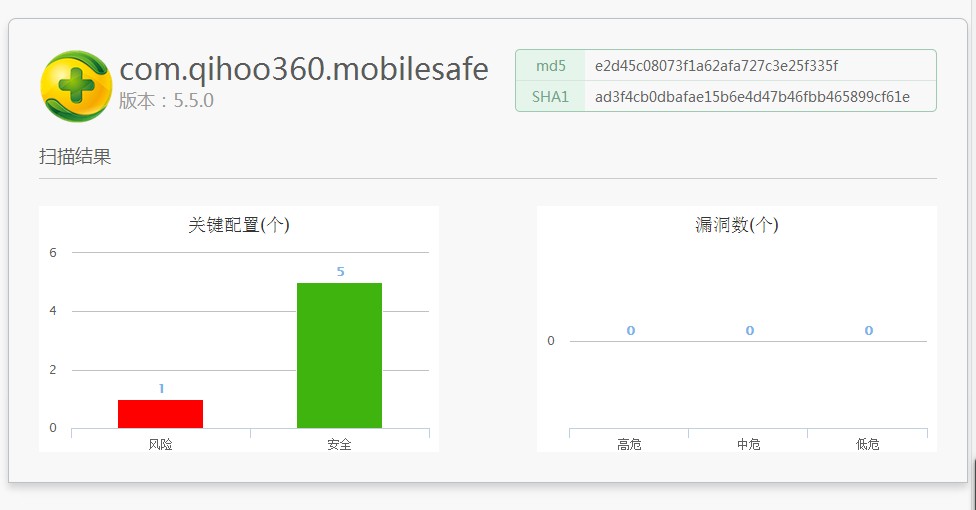 com.qihoo360.mobilesafe
版本：5.5.0
md5 e2d45c08073f1a62afa727c3e25f335f
SHA1 ad3f4cb0dbafae15b6e4d47b46fbb465899cf61e
扫描结果
关键配置(个)
6
5
4
2
1
0
风险 安全
漏洞数(个)
0 0 0
0
高危 中危 低危